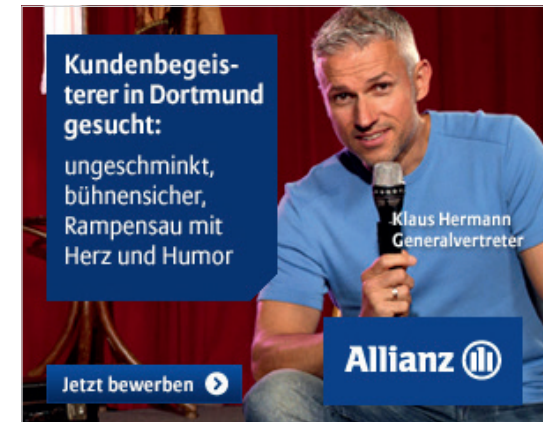 Kundenbegeis-
terer in Dortmund
gesucht:
ungeschminkt,
bühnensicher,
Rampensau mit
Herz und Humor
Klaus Hermann
Generalvertreter
Allianz
Jetzt bewerben